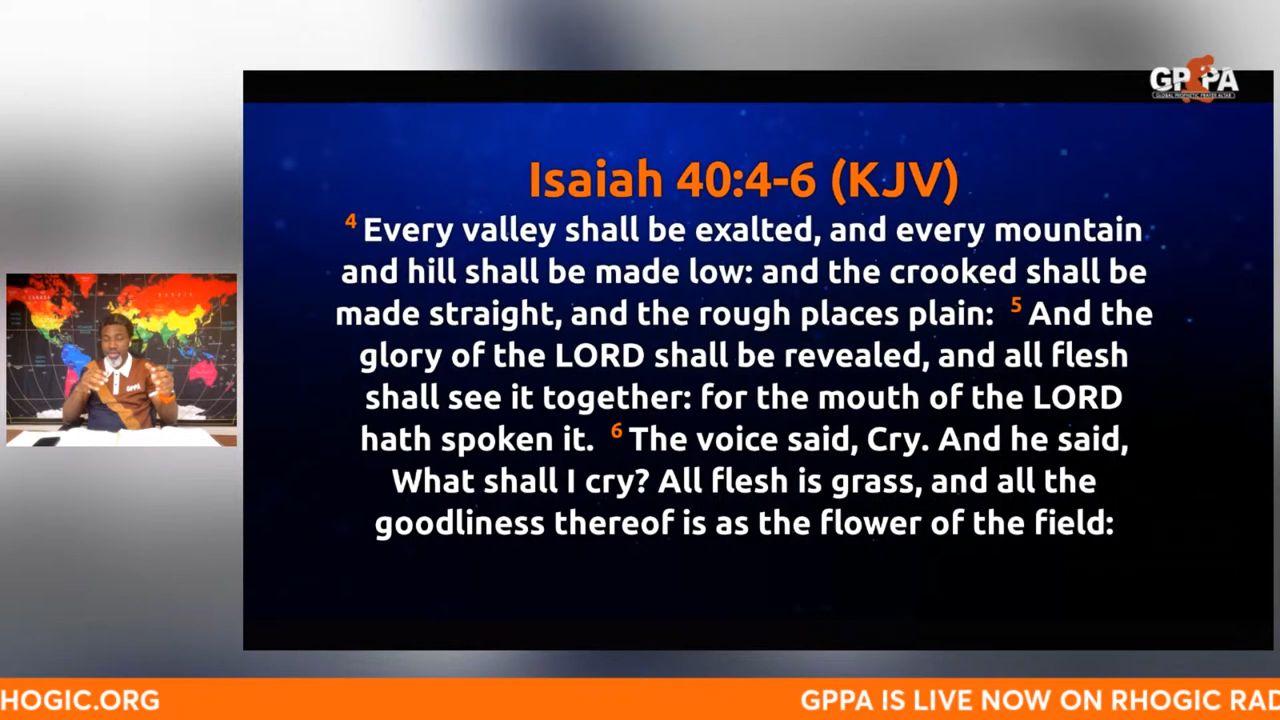 GPPA
GLOBAL PROPHETIC PRAYER ALTAR
Isaiah 40:4-6 (KJV)
4 Every valley shall be exalted, and every mountain
and hill shall be made low: and the crooked shall be
made straight, and the rough places plain: 5 And the
glory of the LORD shall be revealed, and all flesh
shall see it together: for the mouth of the LORD
hath spoken it. 6 The voice said, Cry. And he said,
What shall I cry? All flesh is grass, and all the
goodliness thereof is as the flower of the field:
GPPA
HOGIC.ORG
GPPA IS LIVE NOW ON RHOGIC RAD